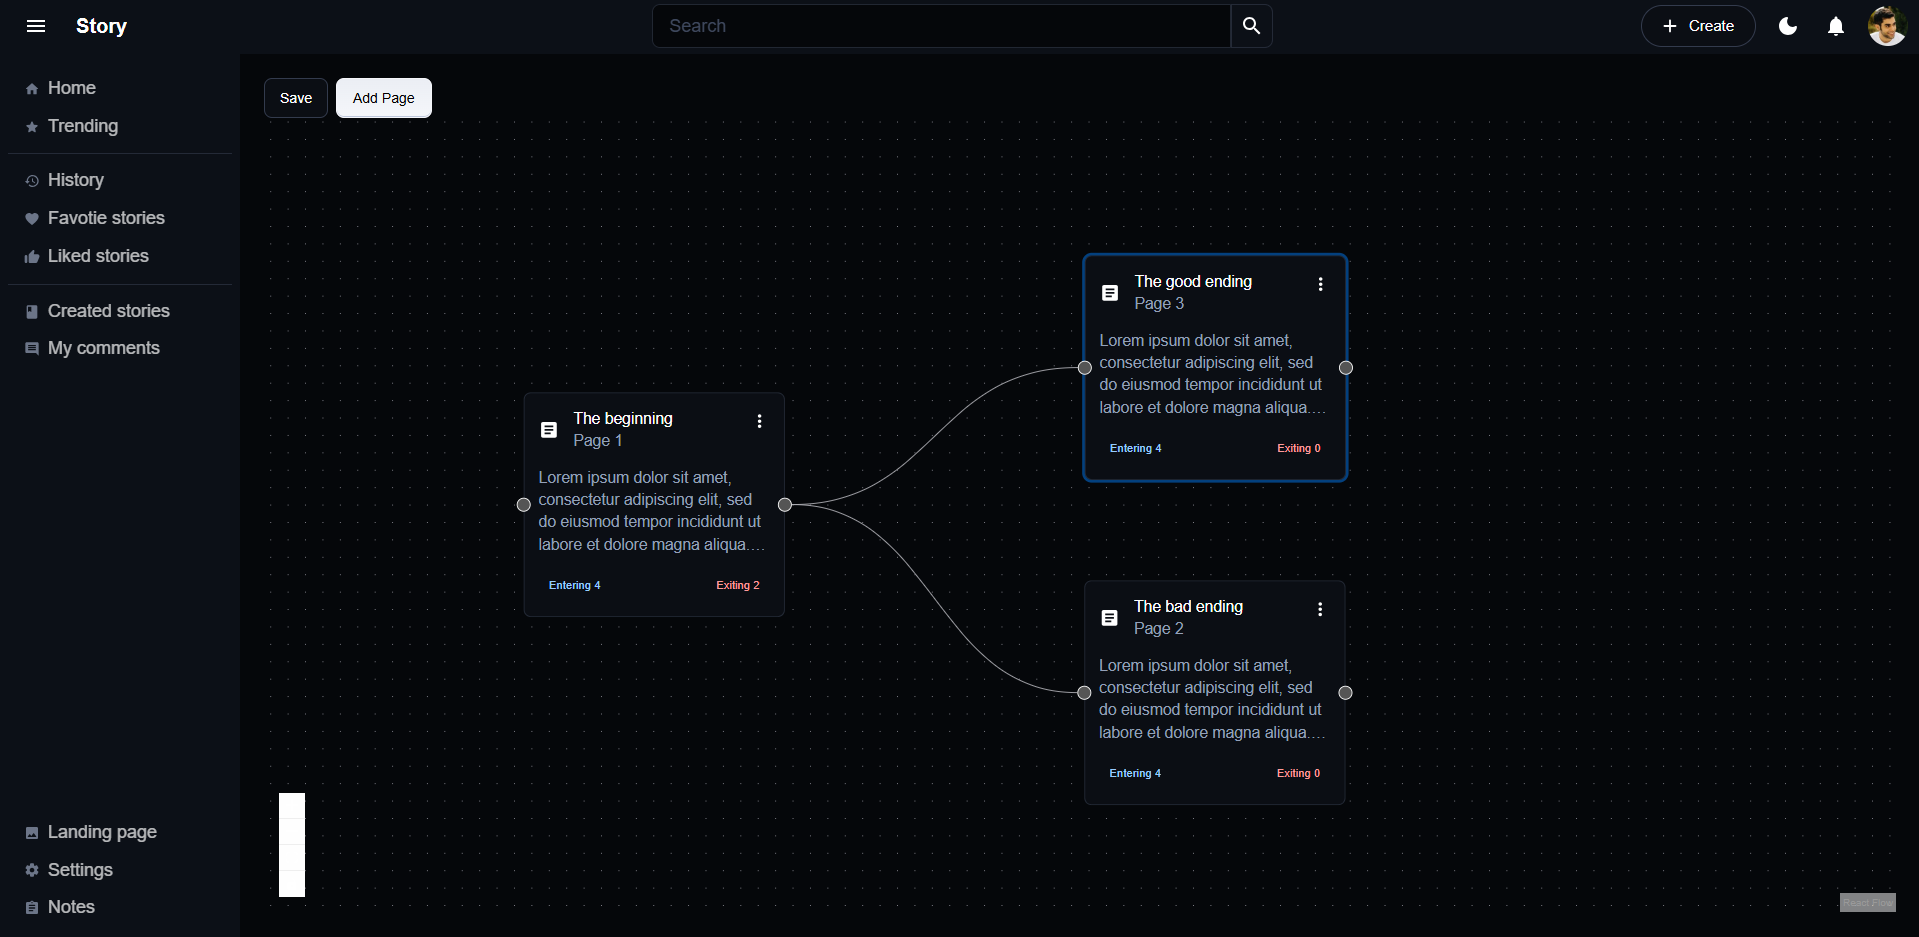 Story
Search
Create
Home
Trending
History
Favotie stories
Liked stories
Created stories
My comments
Landing page
Settings
Notes
Save
Add Page
The beginning
Page 1
Lorem ipsum dolor sit amet,
consectetur adipiscing elit, sed
do eiusmod tempor incididunt ut
labore et dolore magna aliqua....
Entering 4
Exiting 2
The good ending
Page 3
Lorem ipsum dolor sit amet,
consectetur adipiscing elit, sed
do eiusmod tempor incididunt ut
labore et dolore magna aliqua....
Entering 4
Exiting 0
The bad ending
Page 2
Lorem ipsum dolor sit amet,
consectetur adipiscing elit, sed
do eiusmod tempor incididunt ut
labore et dolore magna aliqua....
Entering 4
Exiting 0
React Flow